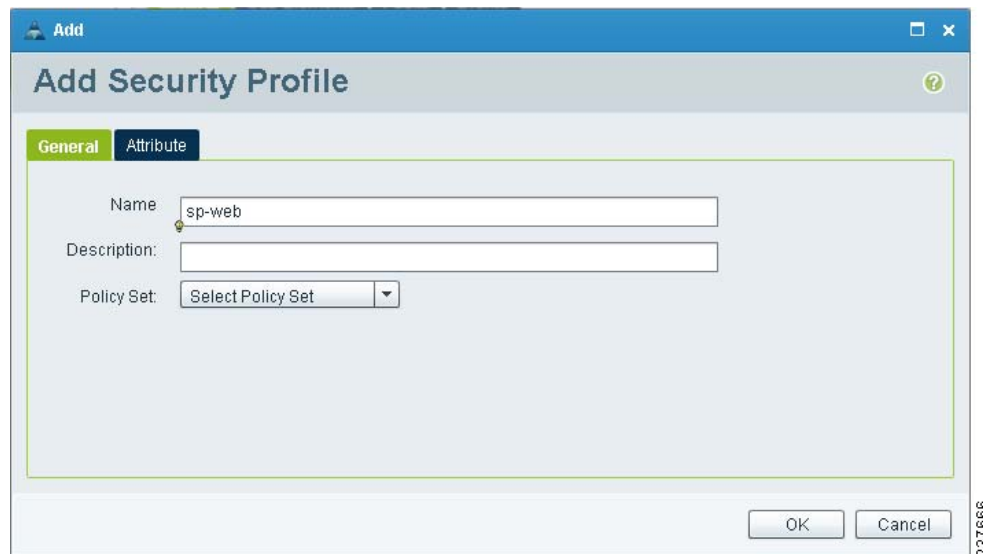 Add
Add Security Profile
General Attribute
Name sp-web
Description:
Policy Set: Select Policy Set
OK Cancel